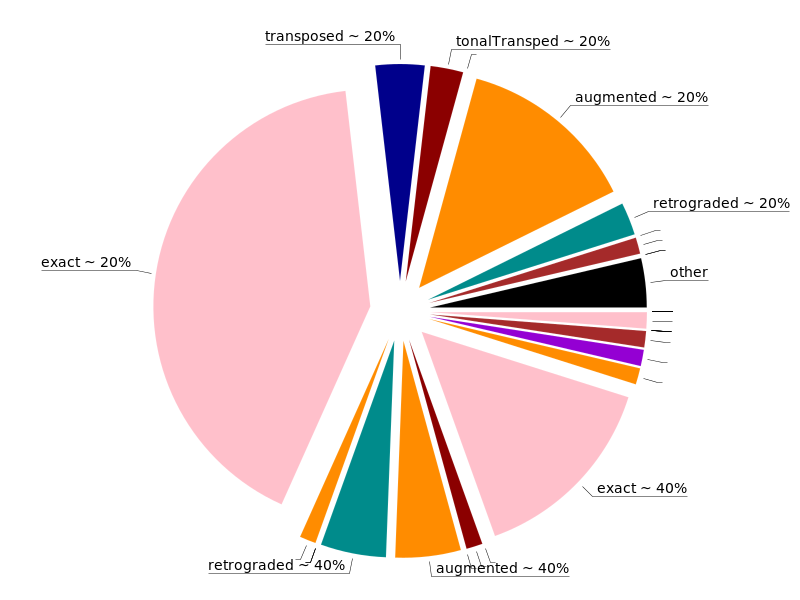 transposed ~ 20%
tonalTransped ~ 20%
augmented ~ 20%
retrograded ~ 20%
exact ~ 20%
other
exact ~ 40%
retrograded ~ 40%
augmented ~ 40%